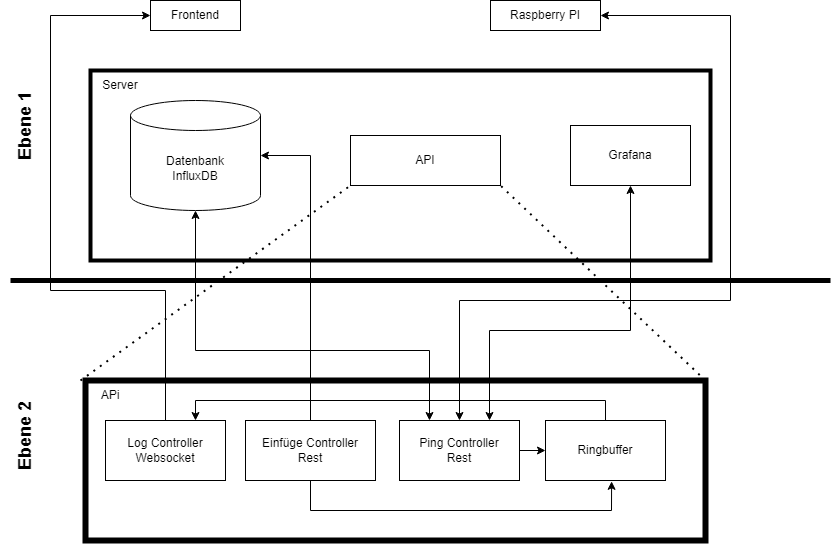 Frontend
Raspberry PI
Ebene 1
Server
Datenbank
InfluxDB
API
Grafana
Ebene 2
APi
Log Controller
Websocket
Einfüge Controller
Rest
Ping Controller
Rest
Ringbuffer